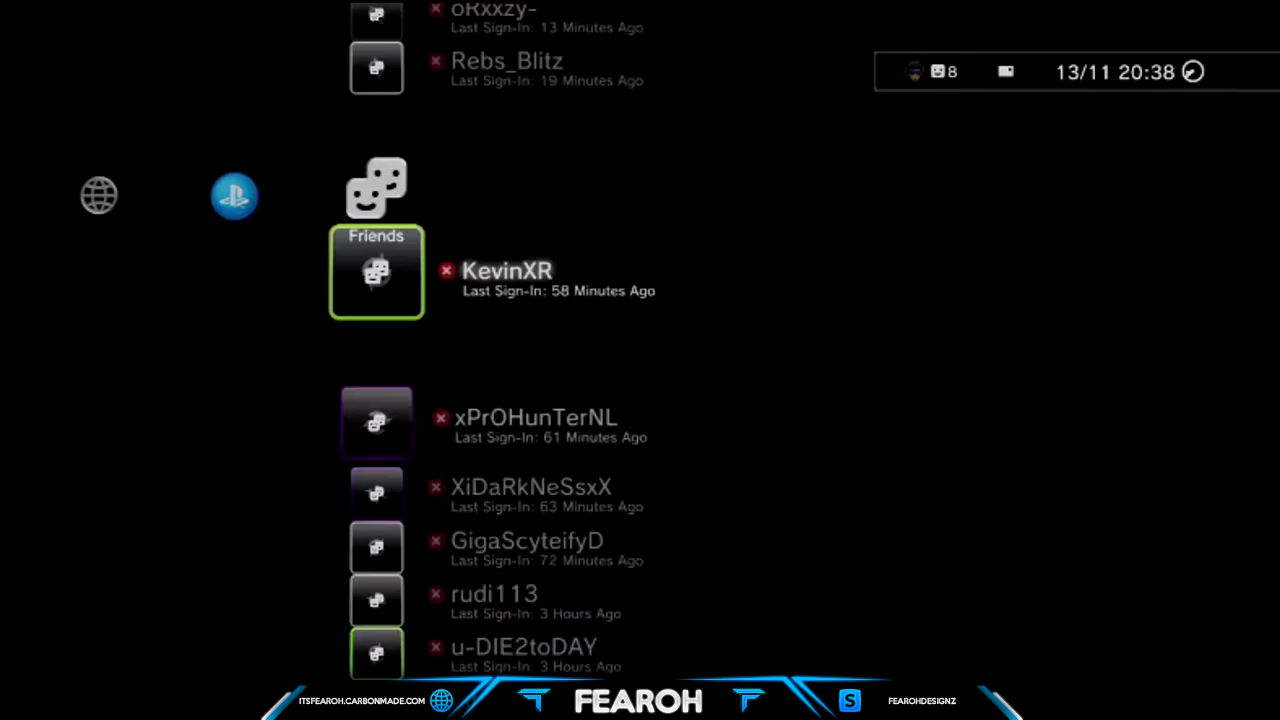 oRxxzy-
Last Sign-In: 13 Minutes Ago
Rebs_Blitz
Last Sign-In: 19 Minutes Ago
8
13/11 20:38
Friends
KevinXR
Last Sign-In: 58 Minutes Ago
xPrOHunTerNL
Last Sign-In: 61 Minutes Ago
XiDaRkNeSsxX
Last Sign-In: 63 Minutes Ago
GigaScyteifyD
Last Sign-In: 72 Minutes Ago
rudi113
Last Sign-In: 3 Hours Ago
u-DIE2toDAY
Last Sign-In: 3 Hours Ago
ITSFEAROH.CARBONMADE.COM
FEAROH
S
FEAROHDESIGNZ